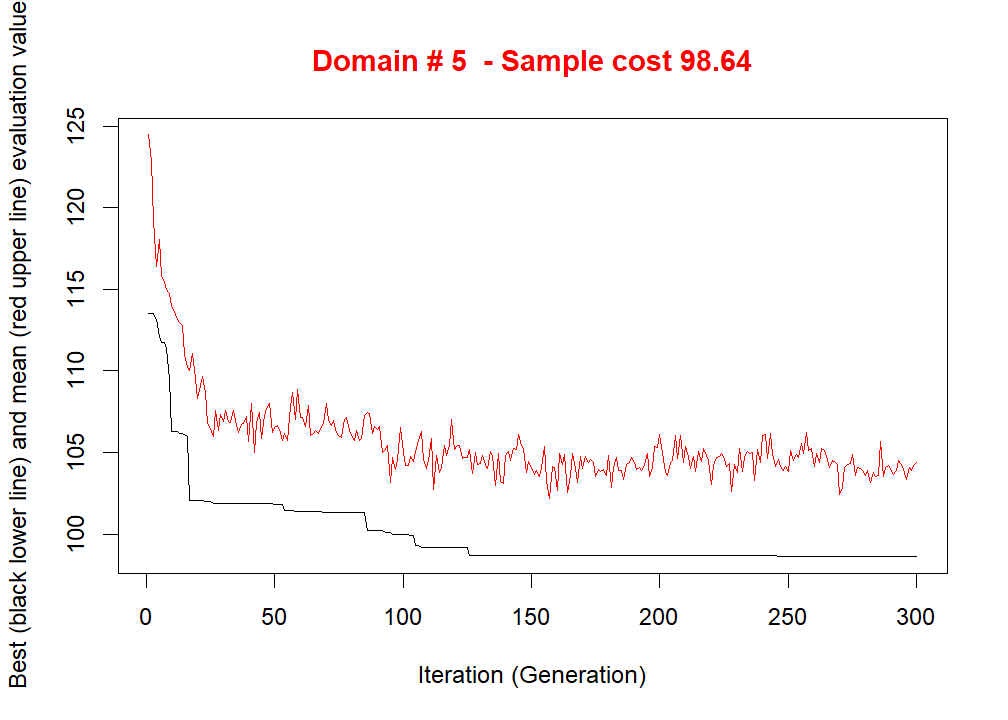 Domain # 5  - Sample cost 98.64
Best (black lower line) and mean (red upper line) evaluation value
125
120
115
110
105
100
0 50 100 150 200 250 300
Iteration (Generation)